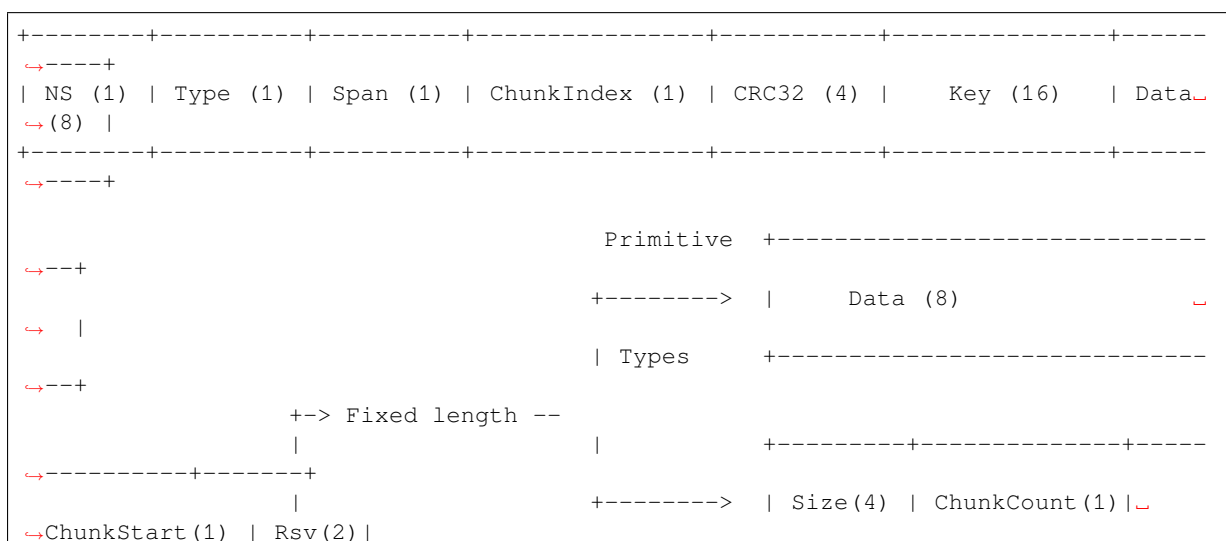 +--------+----------+----------+----------------+-----------+---------------+------
↪----+
| NS (1) | Type (1) | Span (1) | ChunkIndex (1) | CRC32 (4) |    Key (16)   | Data␣
↪(8) |
+--------+----------+----------+----------------+-----------+---------------+------
↪----+
                                         Primitive  +------------------------------
↪--+
                                        +-------->  |     Data (8)                ␣
↪  |
                                        | Types     +------------------------------
↪--+
                   +-> Fixed length --
                   |                    |           +---------+--------------+-----
↪----------+-------+
                   |                    +-------->  | Size(4) | ChunkCount(1)|␣
↪ChunkStart(1) | Rsv(2)|